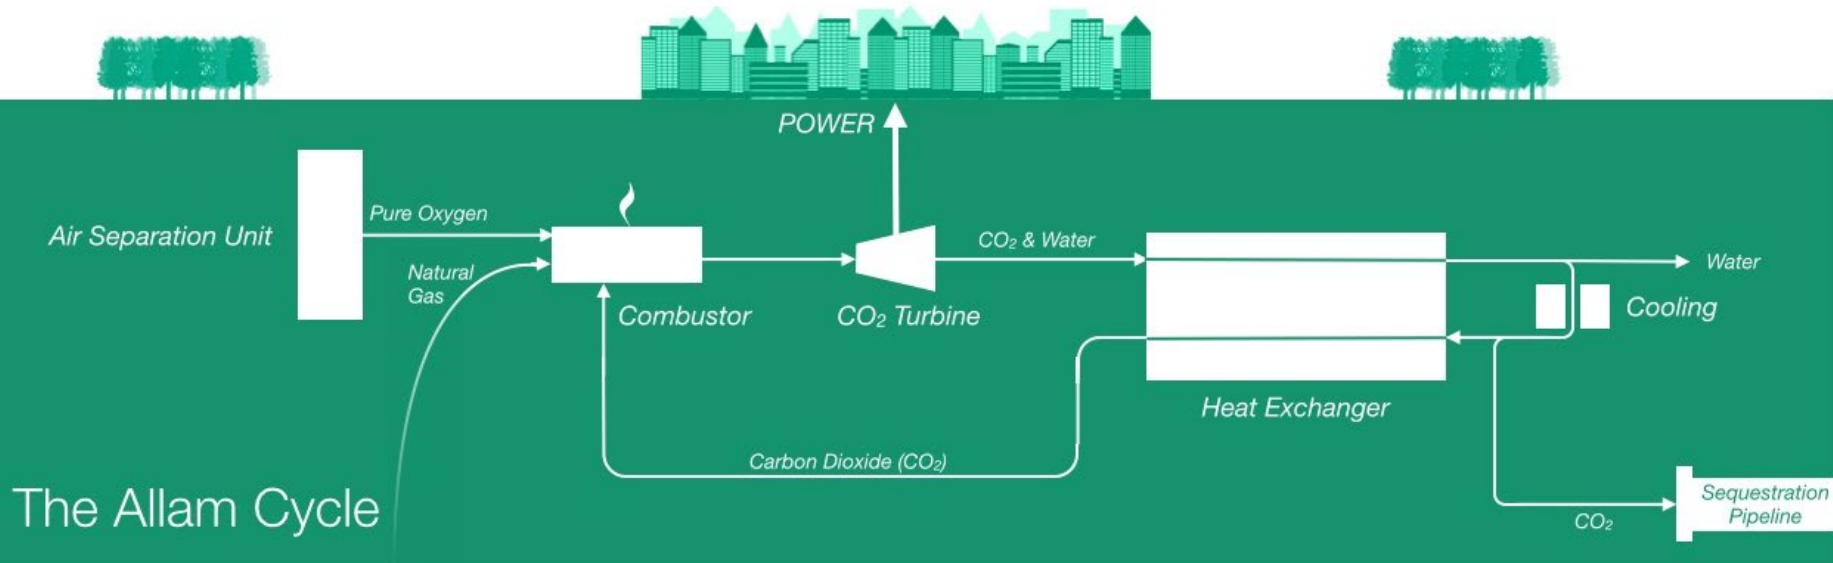 POWER
Air Separation Unit
Pure Oxygen
Natural
Gas
Combustor
CO₂ Turbine
CO₂ & Water
Heat Exchanger
Water
Cooling
Carbon Dioxide (CO₂)
CO₂
Sequestration
Pipeline
The Allam Cycle